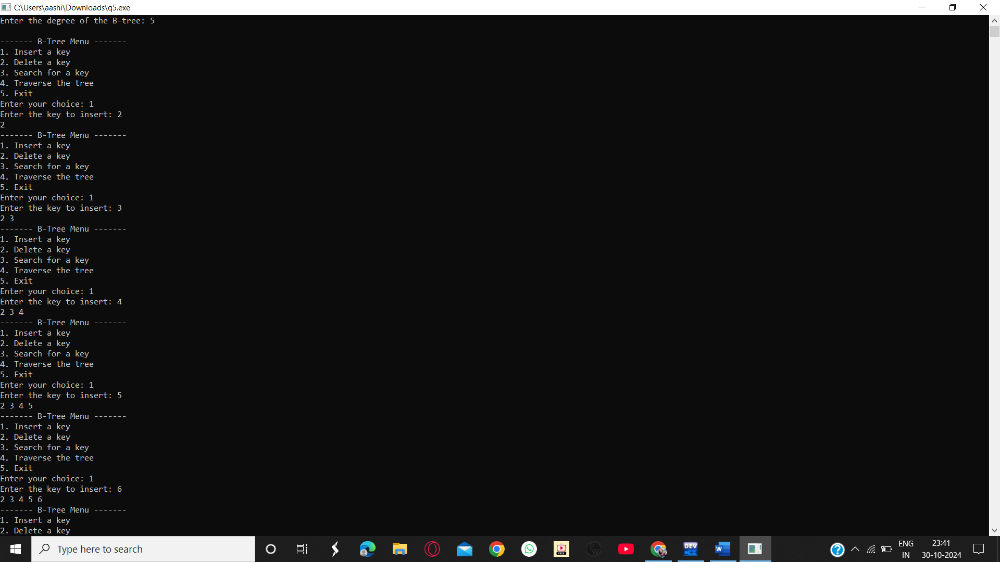 C:\Users\aashi\Downloads\q5.exe
Enter the degree of the B-tree: 5
------- B-Tree Menu -------
1. Insert a key
2. Delete a key
3. Search for a key
4. Traverse the tree
5. Exit
Enter your choice: 1
Enter the key to insert: 2
2
------- B-Tree Menu -------
1. Insert a key
2. Delete a key
3. Search for a key
4. Traverse the tree
5. Exit
Enter your choice: 1
Enter the key to insert: 3
2 3
------- B-Tree Menu -------
1. Insert a key
2. Delete a key
3. Search for a key
4. Traverse the tree
5. Exit
Enter your choice: 1
Enter the key to insert: 4
2 3 4
------- B-Tree Menu -------
1. Insert a key
2. Delete a key
3. Search for a key
4. Traverse the tree
5. Exit
Enter your choice: 1
Enter the key to insert: 5
2 3 4 5
------- B-Tree Menu -------
1. Insert a key
2. Delete a key
3. Search for a key
4. Traverse the tree
5. Exit
Enter your choice: 1
Enter the key to insert: 6
2 3 4 5 6
------- B-Tree Menu -------
1. Insert a key
2. Delete a key
Type here to search
FREE
DEV
C++
W
ENG
IN
23:41
30-10-2024